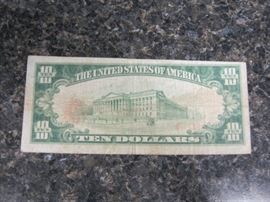 10 THE UNITED STATES OF AMERICA 10
10 TEN DOLLARS 10